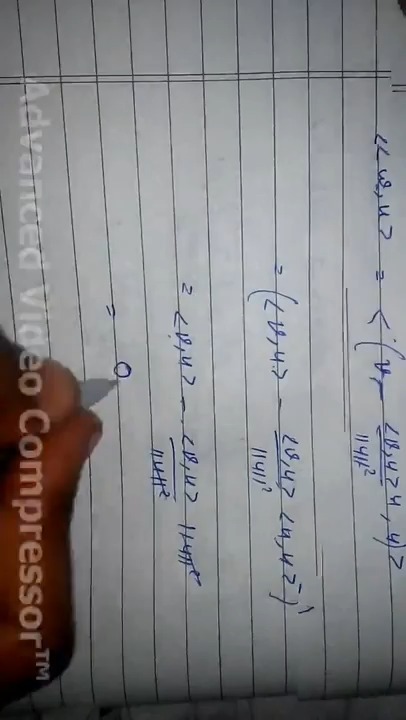 <w, u> = <(v - <v, u> u / ||u||², u)>
= (<v, u> - <v, u> / ||u||² <u, u>)
= <v, u> - <v, u> / ||u||² ||u||²
= 0
Advanced Video Compressor™